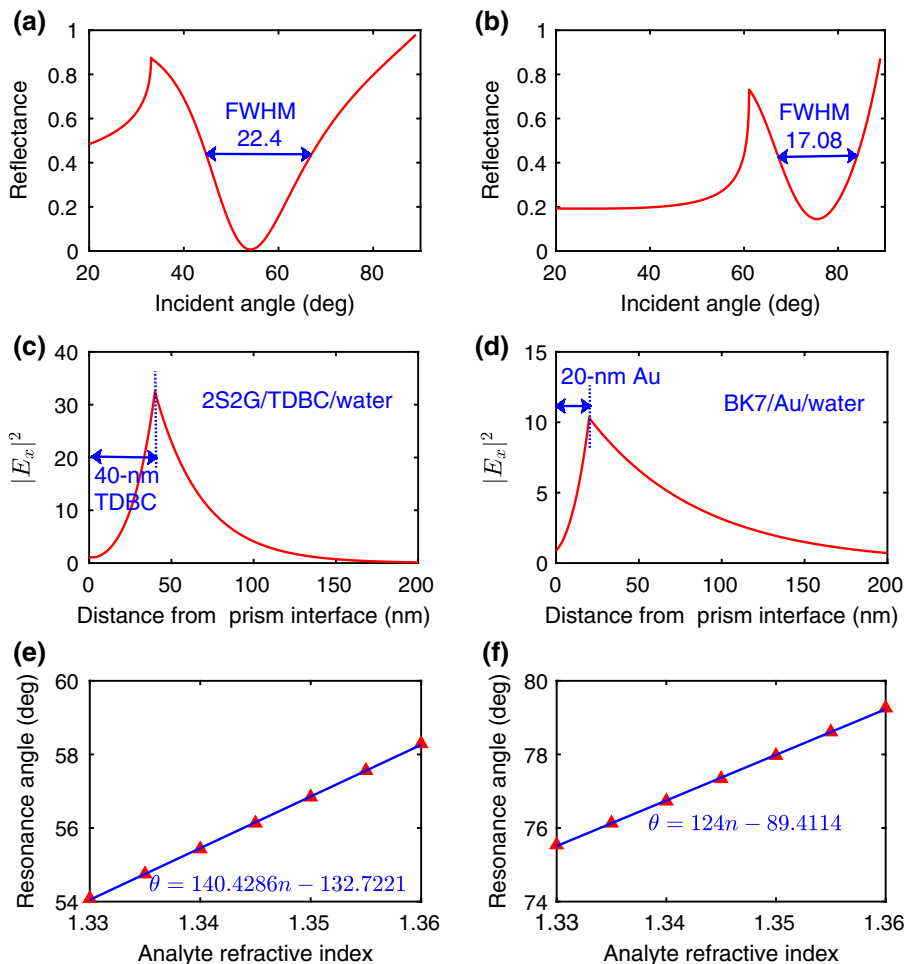 (a)
1
0.8
0.6
0.4
0.2
0
Reflectance
FWHM
22.4
20
40
60
80
Incident angle (deg)
(b)
1
0.8
0.6
0.4
0.2
0
Reflectance
FWHM
17.08
20
40
60
80
Incident angle (deg)
(c)
40
30
20
10
0
|E_x|^2
2S2G/TDBC/water
40-nm
TDBC
0
50
100
150
200
Distance from prism interface (nm)
(d)
15
10
5
0
|E_x|^2
20-nm Au
BK7/Au/water
0
50
100
150
200
Distance from prism interface (nm)
(e)
60
58
56
54
Resonance angle (deg)
θ = 140.4286n − 132.7221
1.33
1.34
1.35
1.36
Analyte refractive index
(f)
80
78
76
74
Resonance angle (deg)
θ = 124n − 89.4114
1.33
1.34
1.35
1.36
Analyte refractive index